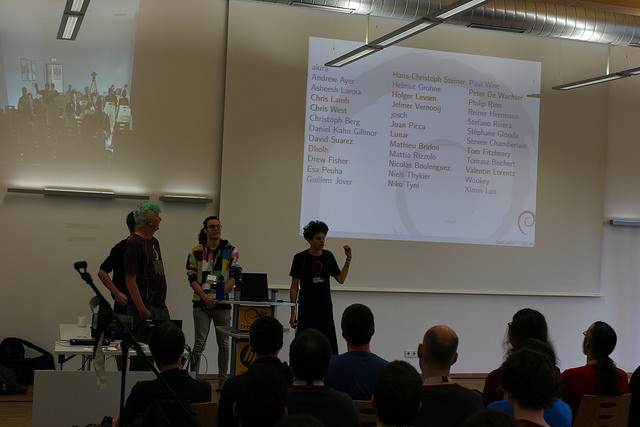 akira
Andrew Ayer
Asheesh Laroia
Chris Lamb
Chris West
Christoph Berg
Daniel Kahn Gillmor
David Suarez
Dhole
Drew Fisher
Esa Peuha
Guillem Jover
Hans-Christoph Steiner
Helmut Grohne
Holger Levsen
Jelmer Vernooij
josch
Juan Picca
Lunar
Mathieu Bridon
Mattia Rizzolo
Nicolas Boulenguez
Niels Thykier
Niko Tyni
Paul Wise
Peter De Wachter
Philip Rinn
Reiner Herrmann
Stefano Rivera
Stéphane Glondu
Steven Chamberlain
Tom Fitzhenry
Tomasz Buchert
Valentin Lorentz
Wookey
Ximin Luo